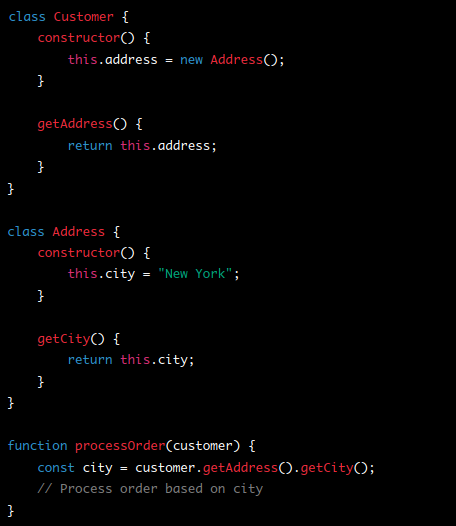 class Customer {
    constructor() {
        this.address = new Address();
    }

    getAddress() {
        return this.address;
    }
}

class Address {
    constructor() {
        this.city = "New York";
    }

    getCity() {
        return this.city;
    }
}

function processOrder(customer) {
    const city = customer.getAddress().getCity();
    // Process order based on city
}